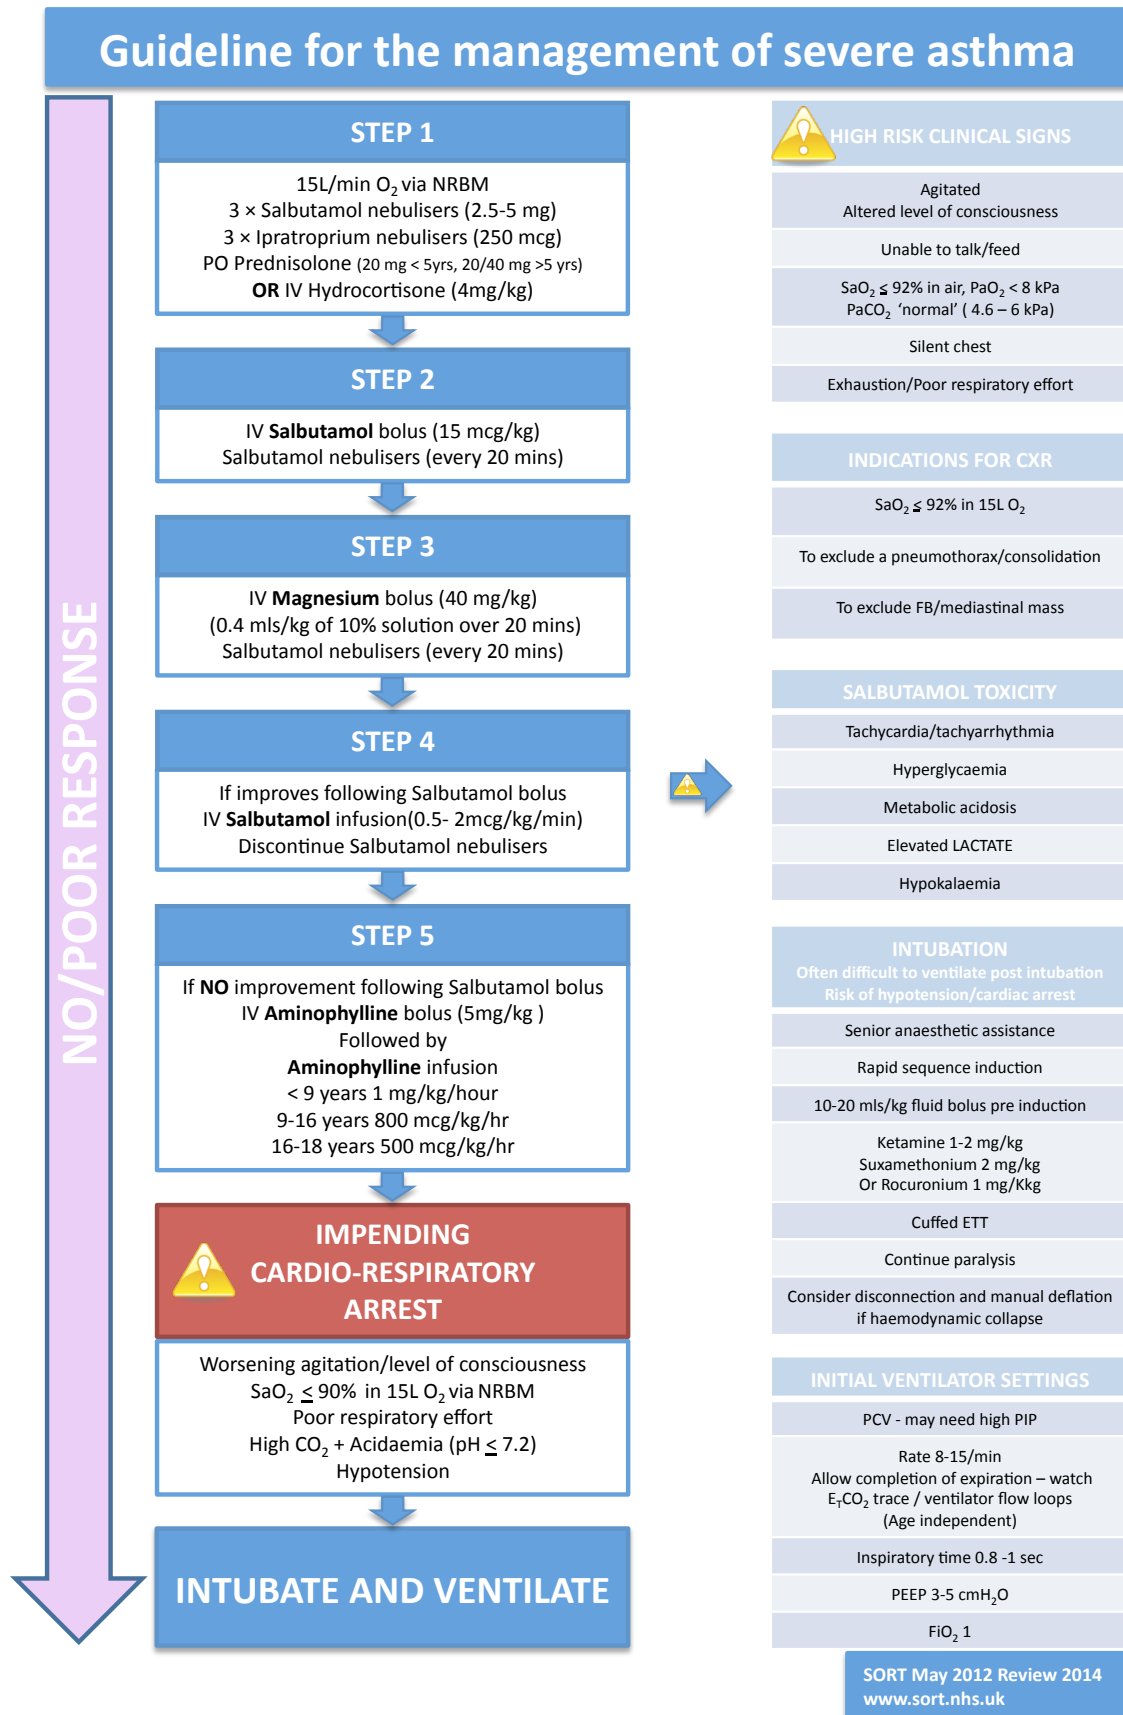 Guideline for the management of severe asthma
NO/POOR RESPONSE
STEP 1
15L/min O₂ via NRBM
3 × Salbutamol nebulisers (2.5-5 mg)
3 × Ipratroprium nebulisers (250 mcg)
PO Prednisolone (20 mg < 5yrs, 20/40 mg >5 yrs)
OR IV Hydrocortisone (4mg/kg)
STEP 2
IV Salbutamol bolus (15 mcg/kg)
Salbutamol nebulisers (every 20 mins)
STEP 3
IV Magnesium bolus (40 mg/kg)
(0.4 mls/kg of 10% solution over 20 mins)
Salbutamol nebulisers (every 20 mins)
STEP 4
If improves following Salbutamol bolus
IV Salbutamol infusion(0.5- 2mcg/kg/min)
Discontinue Salbutamol nebulisers
STEP 5
If NO improvement following Salbutamol bolus
IV Aminophylline bolus (5mg/kg )
Followed by
Aminophylline infusion
< 9 years 1 mg/kg/hour
9-16 years 800 mcg/kg/hr
16-18 years 500 mcg/kg/hr
IMPENDING
CARDIO-RESPIRATORY
ARREST
Worsening agitation/level of consciousness
SaO₂ ≤ 90% in 15L O₂ via NRBM
Poor respiratory effort
High CO₂ + Acidaemia (pH ≤ 7.2)
Hypotension
INTUBATE AND VENTILATE
HIGH RISK CLINICAL SIGNS
Agitated
Altered level of consciousness
Unable to talk/feed
SaO₂ ≤ 92% in air, PaO₂ < 8 kPa
PaCO₂ ‘normal’ ( 4.6 – 6 kPa)
Silent chest
Exhaustion/Poor respiratory effort
INDICATIONS FOR CXR
SaO₂ ≤ 92% in 15L O₂
To exclude a pneumothorax/consolidation
To exclude FB/mediastinal mass
SALBUTAMOL TOXICITY
Tachycardia/tachyarrhythmia
Hyperglycaemia
Metabolic acidosis
Elevated LACTATE
Hypokalaemia
INTUBATION
Often difficult to ventilate post intubation
Risk of hypotension/cardiac arrest
Senior anaesthetic assistance
Rapid sequence induction
10-20 mls/kg fluid bolus pre induction
Ketamine 1-2 mg/kg
Suxamethonium 2 mg/kg
Or Rocuronium 1 mg/Kkg
Cuffed ETT
Continue paralysis
Consider disconnection and manual deflation
if haemodynamic collapse
INITIAL VENTILATOR SETTINGS
PCV - may need high PIP
Rate 8-15/min
Allow completion of expiration – watch
EᴛCO₂ trace / ventilator flow loops
(Age independent)
Inspiratory time 0.8 -1 sec
PEEP 3-5 cmH₂O
FiO₂ 1
SORT May 2012 Review 2014
www.sort.nhs.uk